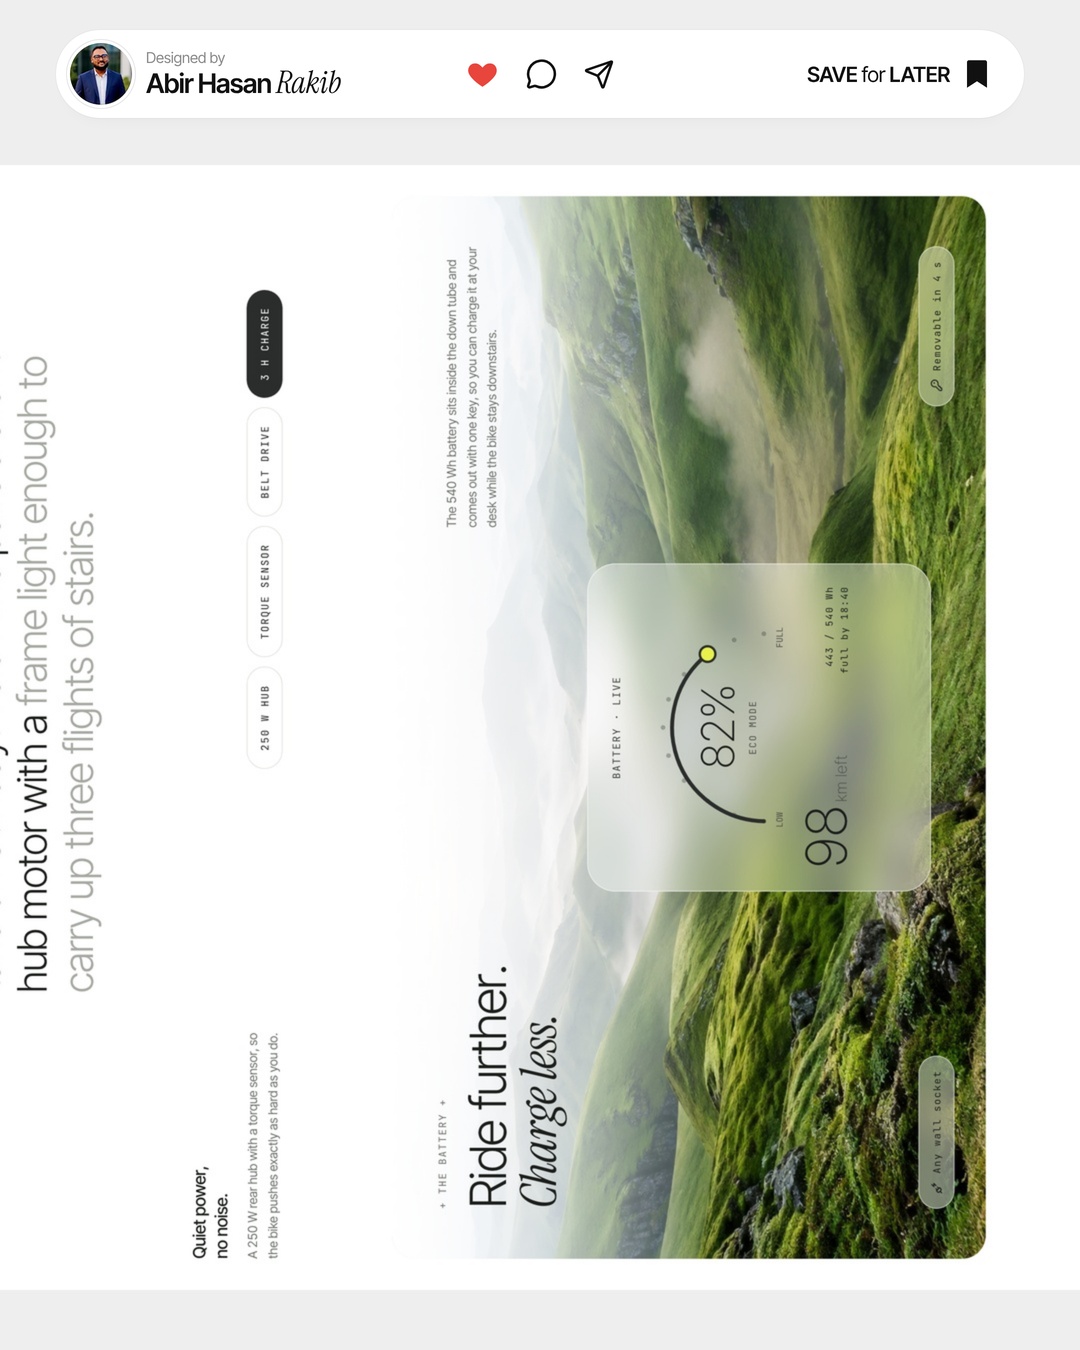 Designed by
Abir Hasan Rakib
SAVE for LATER
hub motor with a frame light enough to
carry up three flights of stairs.
Quiet power,
no noise.
A 250 W rear hub with a torque sensor, so
the bike pushes exactly as hard as you do.
250 W HUB
TORQUE SENSOR
BELT DRIVE
3 H CHARGE
+ THE BATTERY +
Ride further.
Charge less.
The 540 Wh battery sits inside the down tube and
comes out with one key, so you can charge it at your
desk while the bike stays downstairs.
BATTERY · LIVE
82%
ECO MODE
LOW
FULL
98 km left
443 / 540 Wh
full by 18:40
Any wall socket
Removable in 4 s